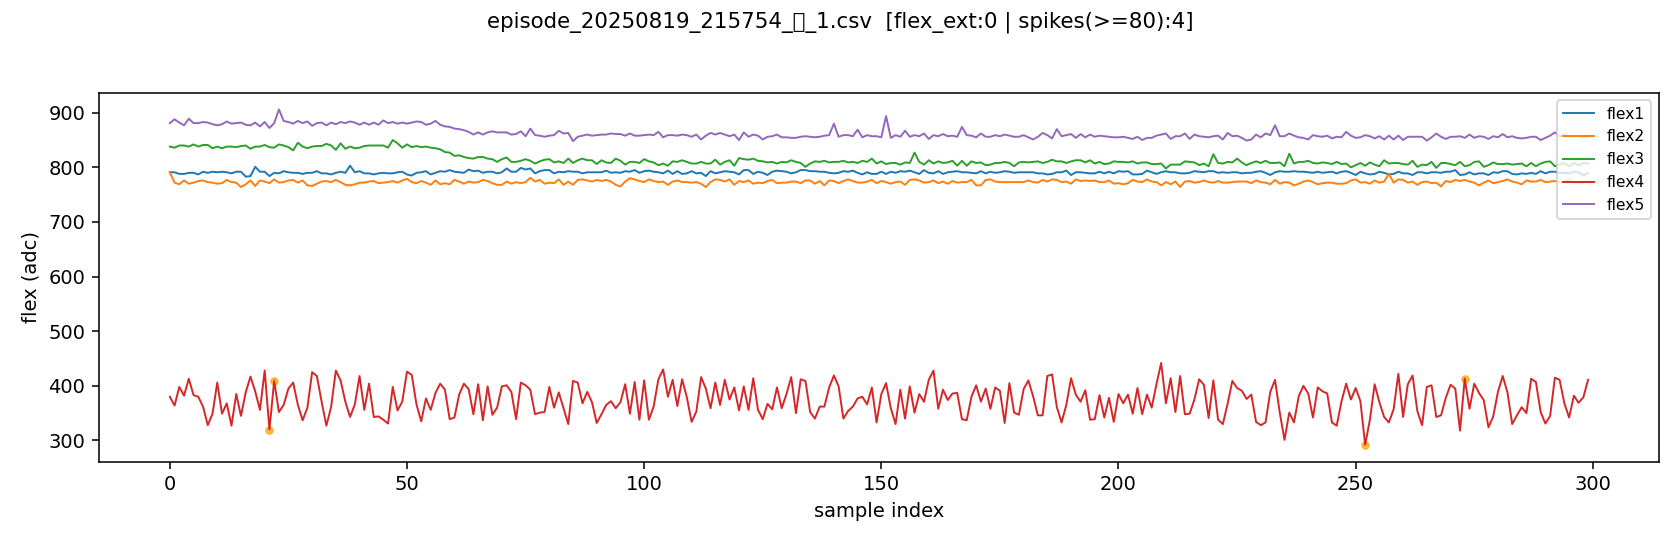 episode_20250819_215754_▯_1.csv  [flex_ext:0 | spikes(>=80):4]
900
800
700
600
500
400
300
flex (adc)
flex1
flex2
flex3
flex4
flex5
0
50
100
150
200
250
300
sample index